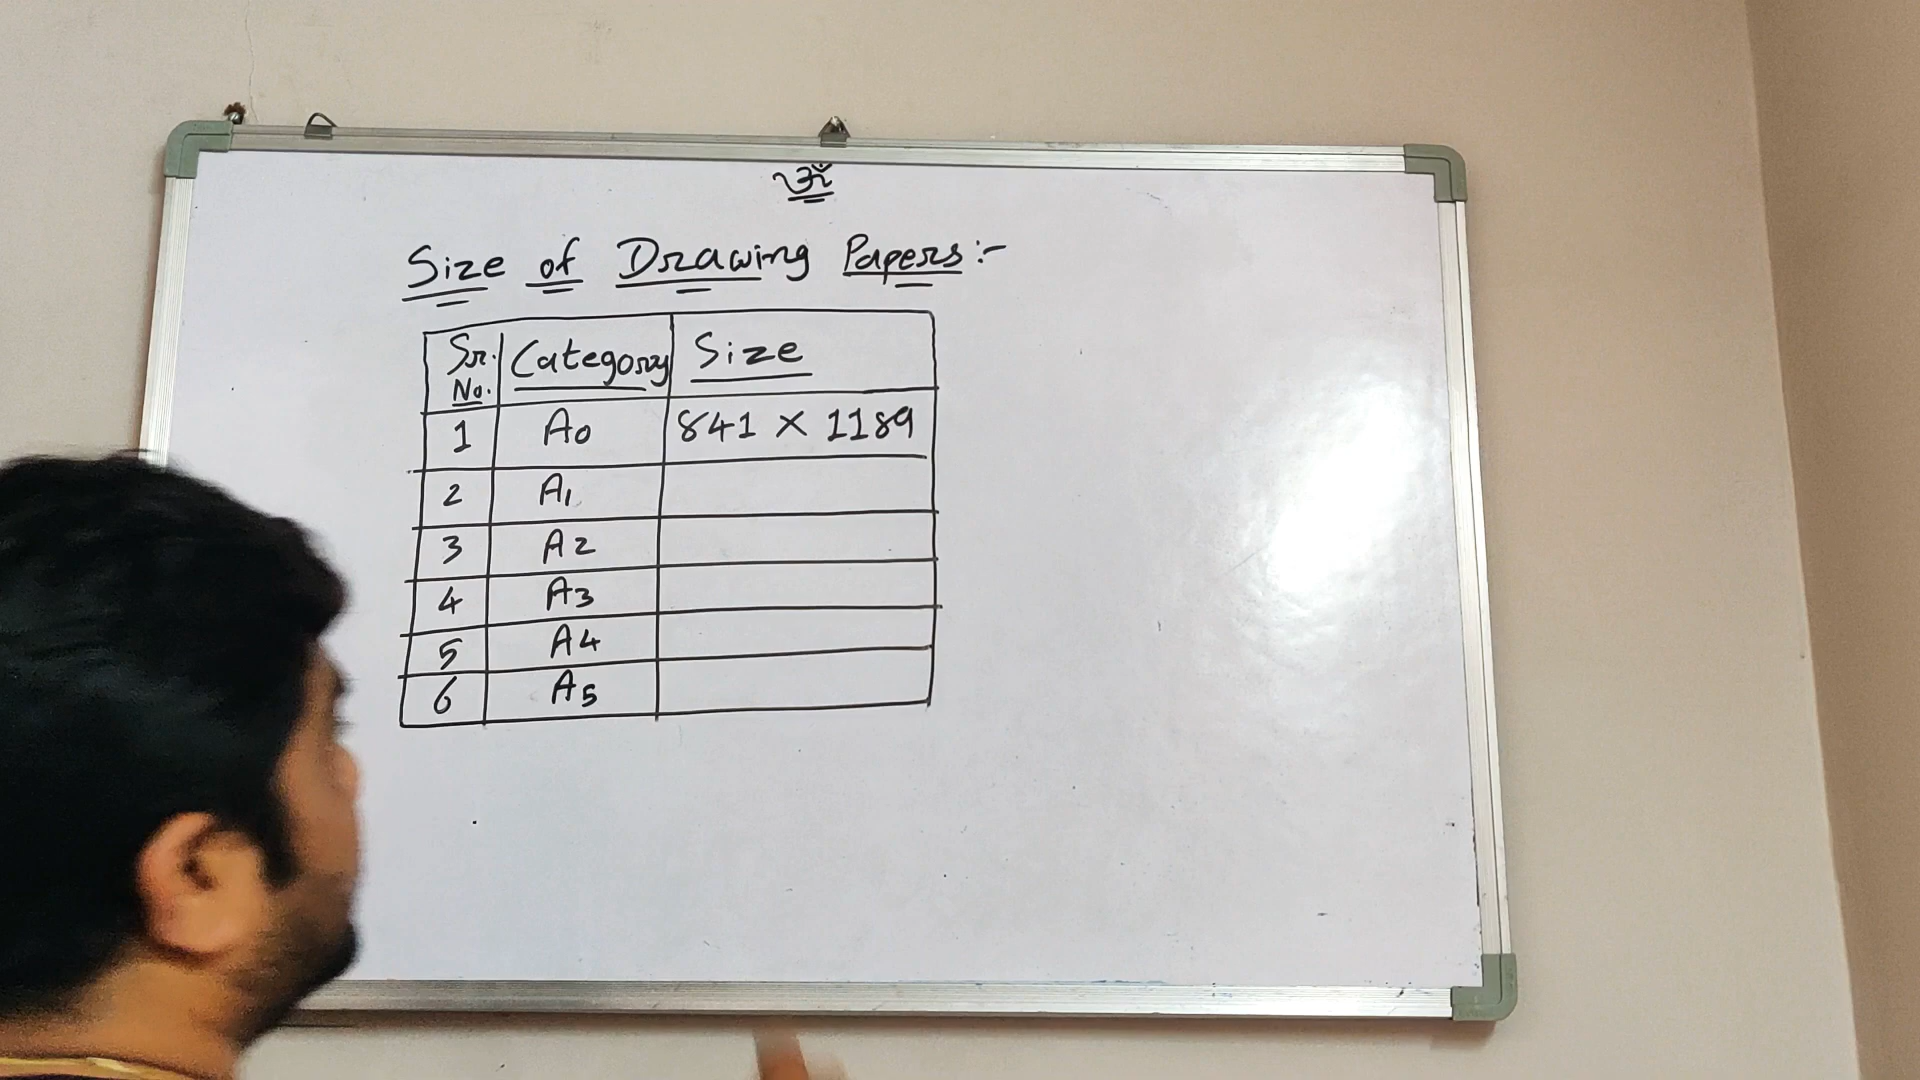 ॐ
Size of Drawing Papers:-
Sr. No. Category Size
1 A0 841 × 1189
2 A1
3 A2
4 A3
5 A4
6 A5